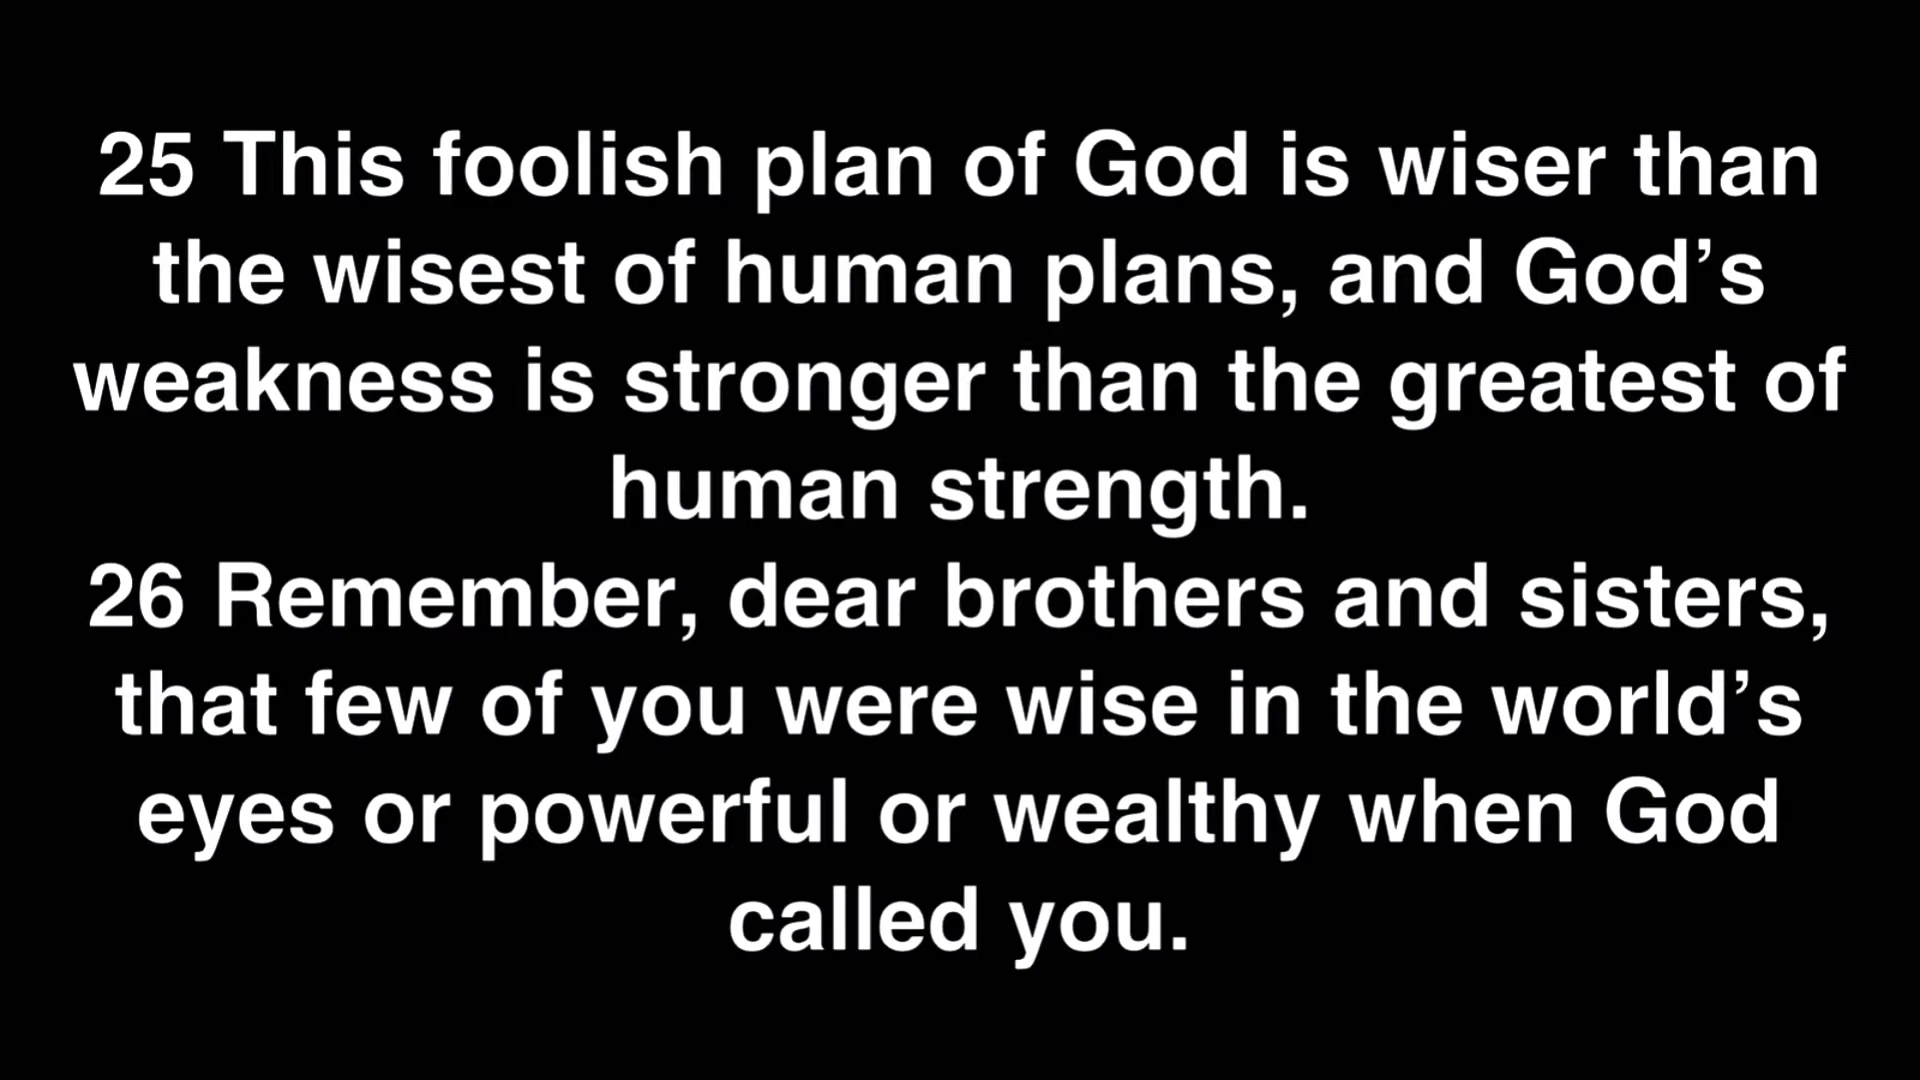 25 This foolish plan of God is wiser than
the wisest of human plans, and God’s
weakness is stronger than the greatest of
human strength.
26 Remember, dear brothers and sisters,
that few of you were wise in the world’s
eyes or powerful or wealthy when God
called you.